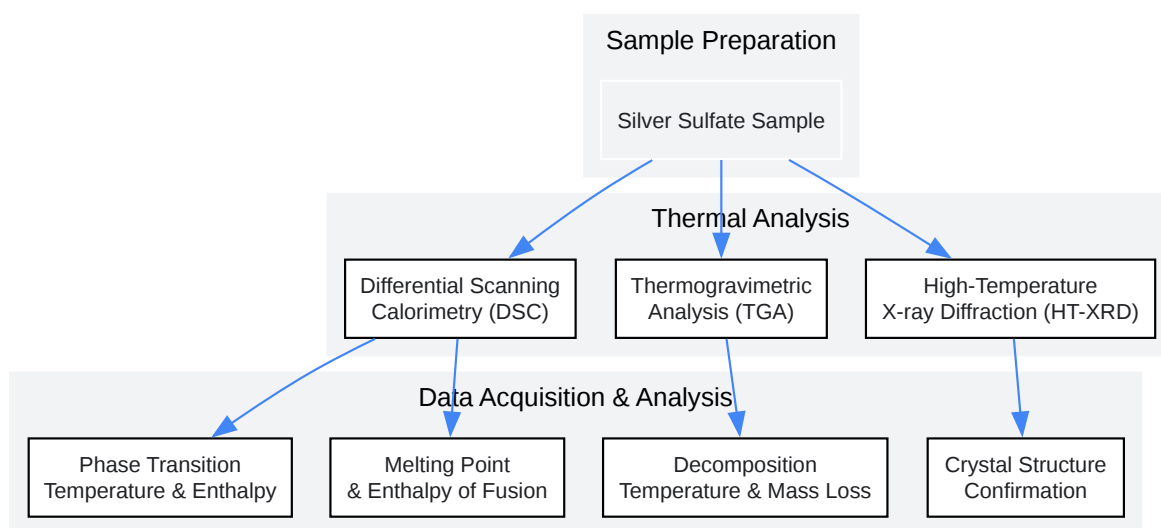 Sample Preparation
Silver Sulfate Sample
Thermal Analysis
Differential Scanning
Calorimetry (DSC)
Thermogravimetric
Analysis (TGA)
High-Temperature
X-ray Diffraction (HT-XRD)
Data Acquisition & Analysis
Phase Transition
Temperature & Enthalpy
Melting Point
& Enthalpy of Fusion
Decomposition
Temperature & Mass Loss
Crystal Structure
Confirmation